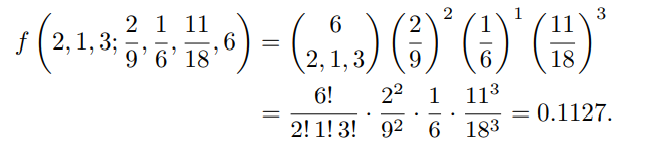 f(2, 1, 3; 2/9, 1/6, 11/18, 6) = (6 / 2, 1, 3) (2/9)^2 (1/6)^1 (11/18)^3
= 6!/(2! 1! 3!) · 2^2/9^2 · 1/6 · 11^3/18^3 = 0.1127.